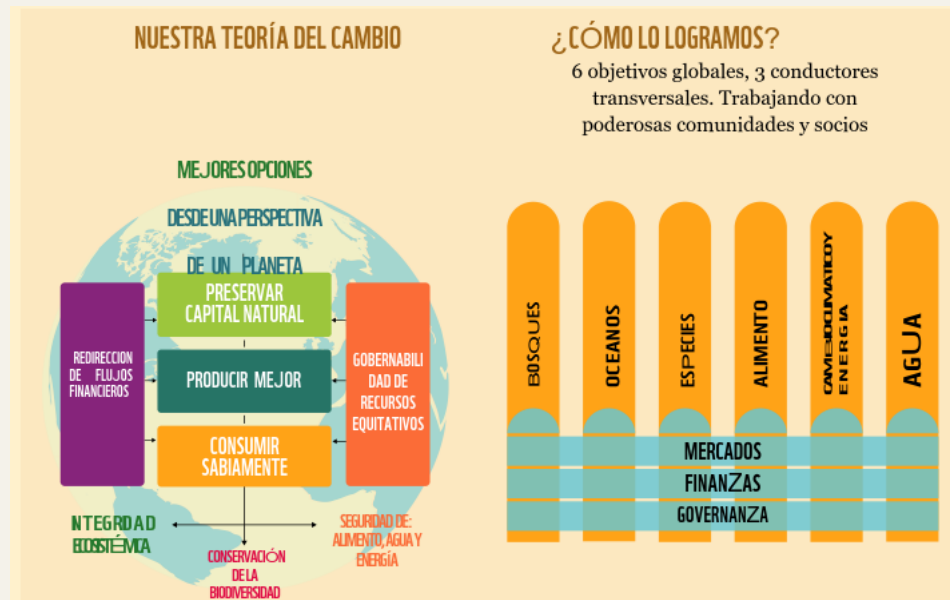 NUESTRA TEORÍA DEL CAMBIO
MEJORES OPCIONES
DESDE UNA PERSPECTIVA
DE UN PLANETA
REDIRECCION
DE FLUJOS
FINANCIEROS
PRESERVAR
CAPITAL NATURAL
PRODUCIR MEJOR
CONSUMIR
SABIAMENTE
GOBERNABILI
DAD DE
RECURSOS
EQUITATIVOS
INTEGRIDAD
CONSERVACIÓN
DE LA
BIODIVERSIDAD
SEGURIDAD DE:
ALIMENTO, AGUA Y
ENERGÍA
¿CÓMO LO LOGRAMOS?
6 objetivos globales, 3 conductores
transversales. Trabajando con
poderosas comunidades y socios
BOSQUES
OCEANOS
ESPECIES
ALIMENTO
ENERGIA
AGUA
MERCADOS
FINANZAS
GOVERNANZA